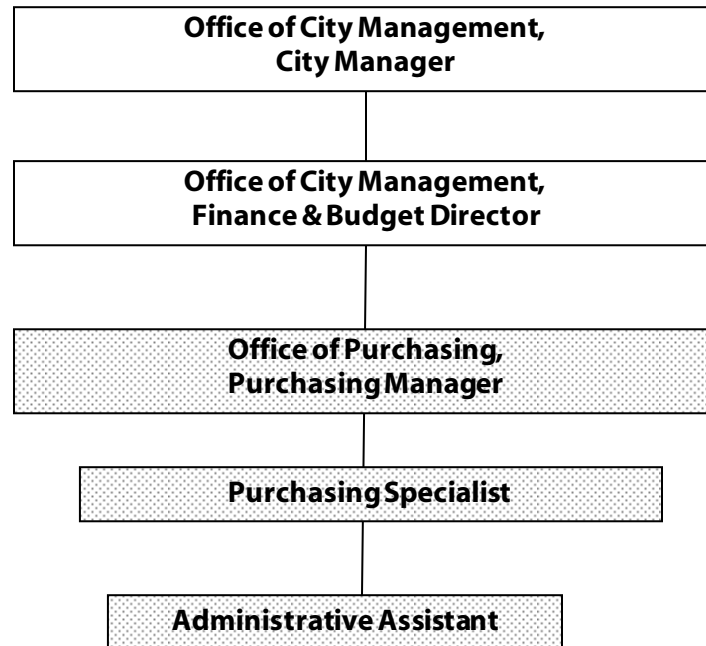 Office of City Management,
City Manager
Office of City Management,
Finance & Budget Director
Office of Purchasing,
Purchasing Manager
Purchasing Specialist
Administrative Assistant